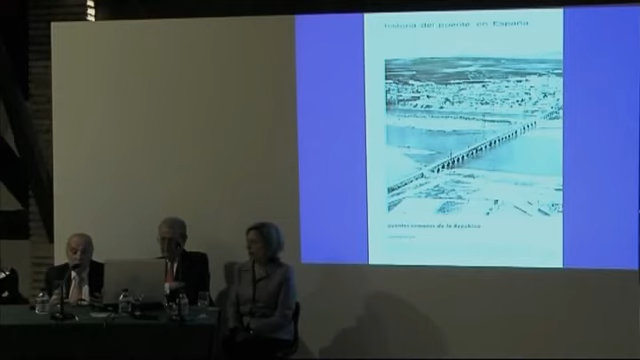 historia del puente en España
puentes romanos de la República